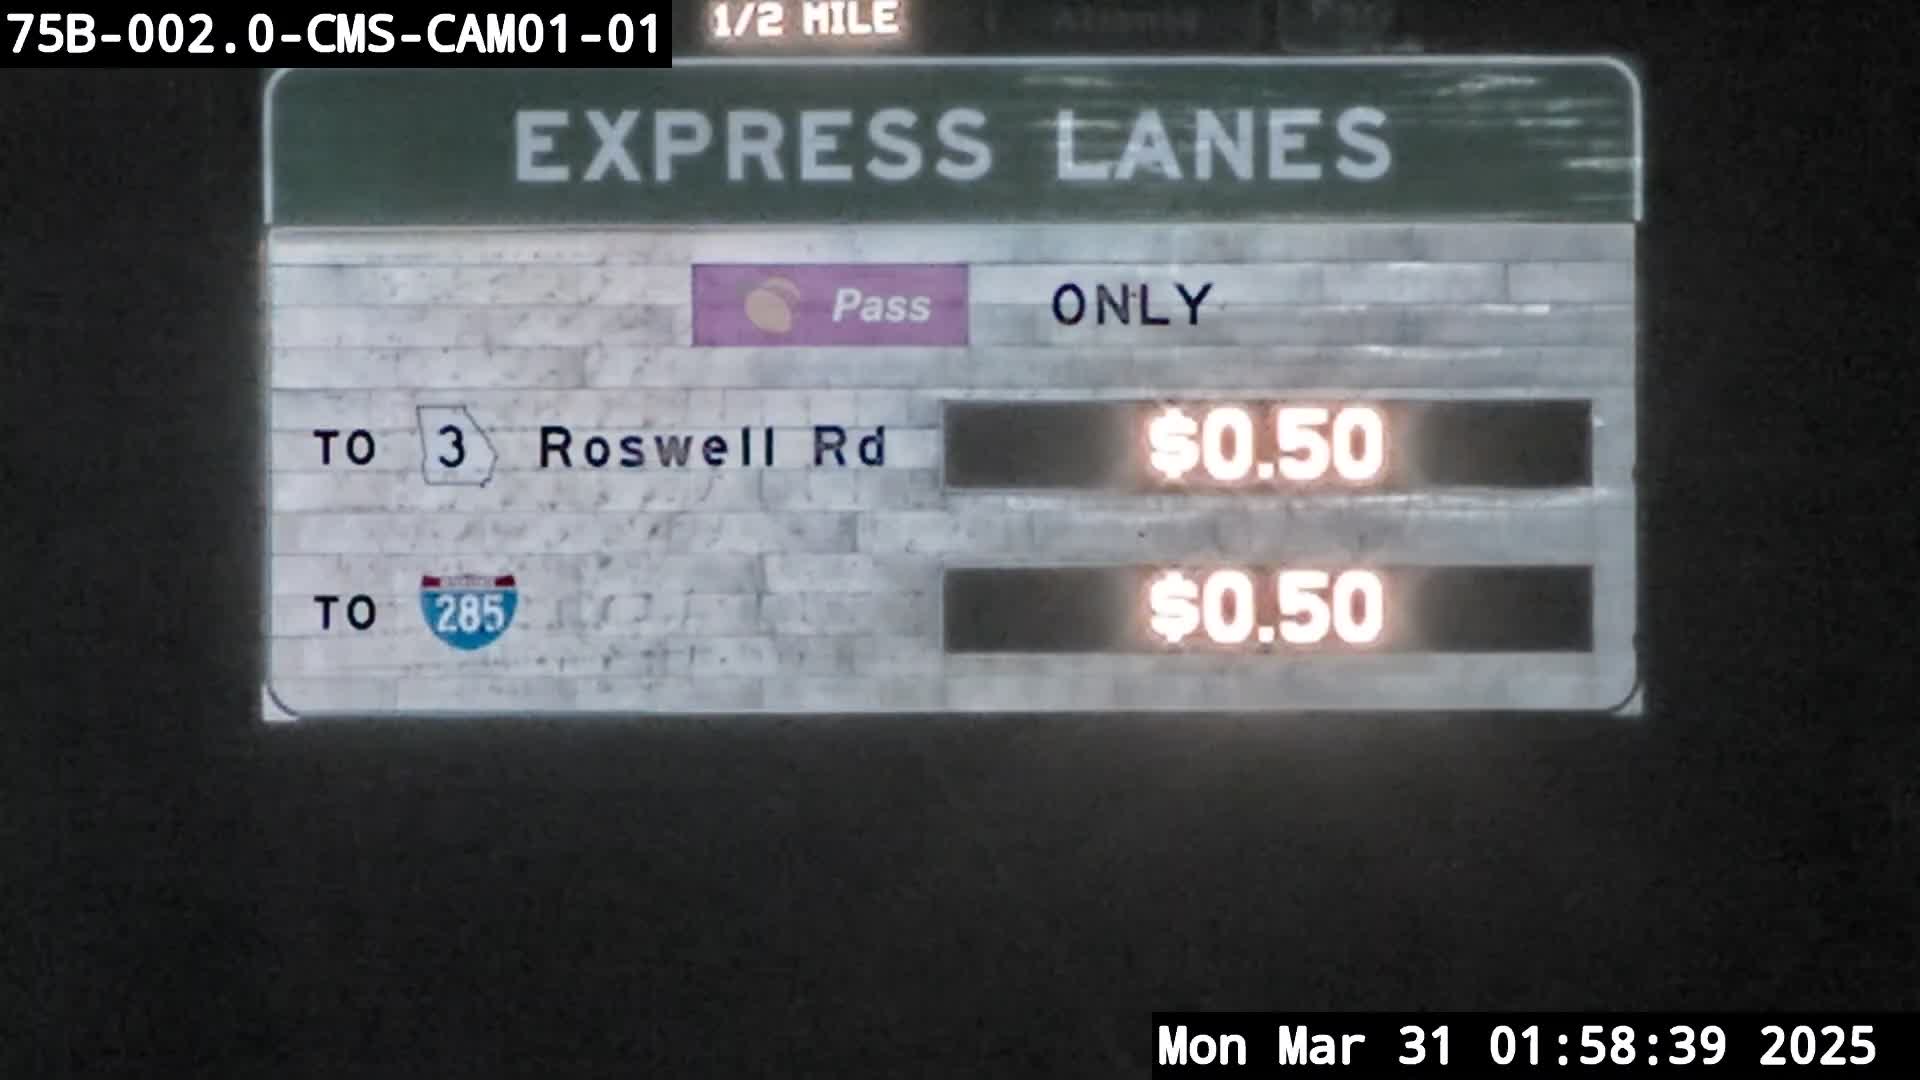 75B-002.0-CMS-CAM01-01
1/2 MILE
EXPRESS LANES
Pass ONLY
TO 3 Roswell Rd $0.50
TO 285 $0.50
Mon Mar 31 01:58:39 2025